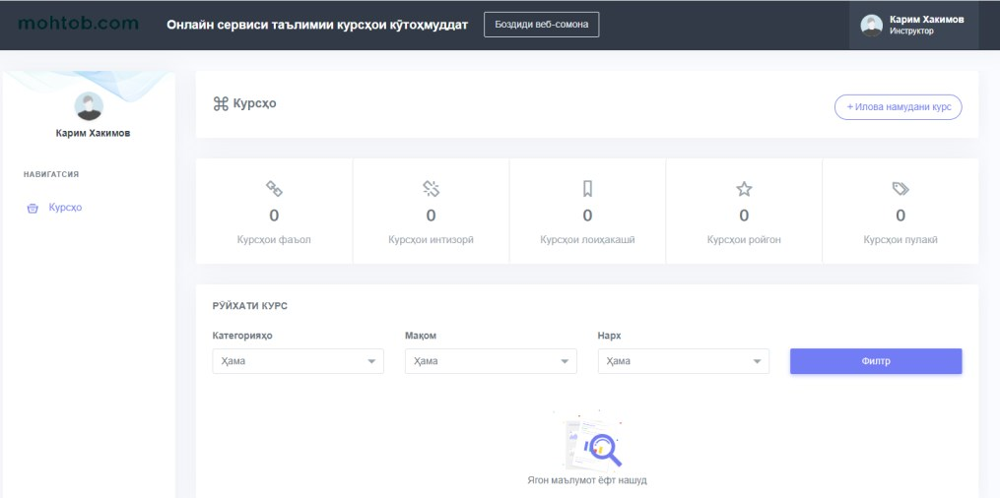 mohtob.com
Онлайн сервиси таълимии курсҳои кӯтоҳмуддат
Боздиди веб-сомона
Карим Хакимов
Инструктор
Карим Хакимов
НАВИГАТСИЯ
Курсҳо
Курсҳо
+ Илова намудани курс
0
Курсҳои фаъол
0
Курсҳои интизорӣ
0
Курсҳои лоиҳакашӣ
0
Курсҳои ройгон
0
Курсҳои пулакӣ
РӮЙХАТИ КУРС
Категорияҳо
Ҳама
Мақом
Ҳама
Нарх
Ҳама
Филтр
Ягон маълумот ёфт нашуд